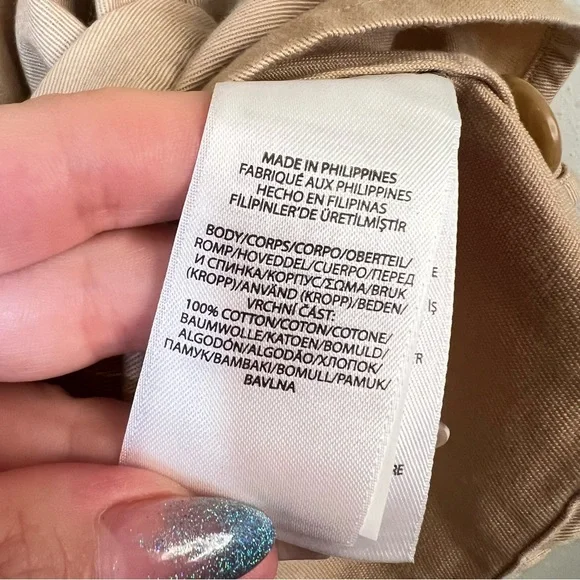 MADE IN PHILIPPINES
FABRIQUÉ AUX PHILIPPINES
HECHO EN FILIPINAS
FİLİPİNLER'DE ÜRETİLMİŞTİR
BODY/CORPS/CORPO/OBERTEIL/
ROMP/HOVEDDEL/CUERPO/ПЕРЕД
И СПИНКА/КОРПУС/ΣΩΜΑ/BRUK
(KROPP)/ANVÄND (KROPP)/BEDEN/
VRCHNÍ ČÁST:
100% COTTON/COTON/COTONE/
BAUMWOLLE/KATOEN/BOMULD/
ALGODÓN/ALGODÃO/ХЛОПОК/
ПАМУК/BAMBAKI/BOMULL/PAMUK/
BAVLNA